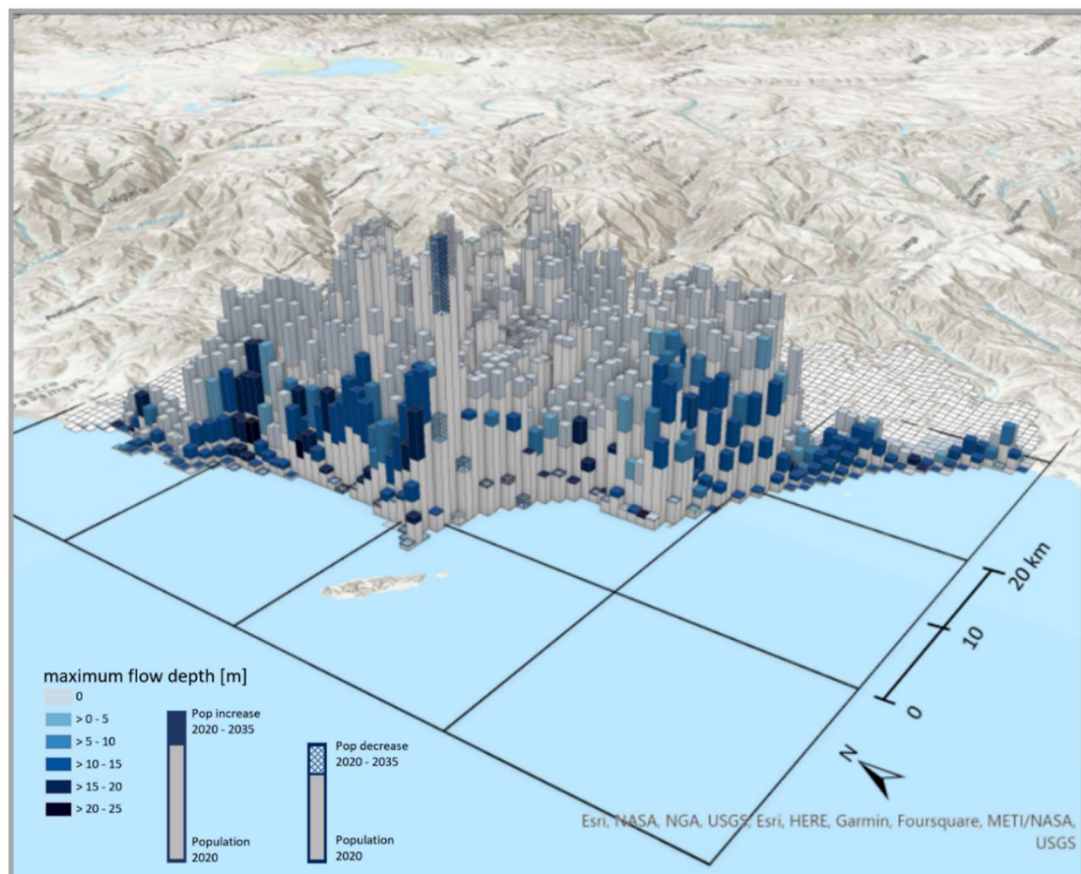 maximum flow depth [m]
0
> 0 - 5
> 5 - 10
> 10 - 15
> 15 - 20
> 20 - 25
Pop increase
2020 - 2035
Population
2020
Pop decrease
2020 - 2035
Population
2020
20 km
10
0
N
Esri, NASA, NGA, USGS, Esri, HERE, Garmin, Foursquare, METI/NASA,
USGS